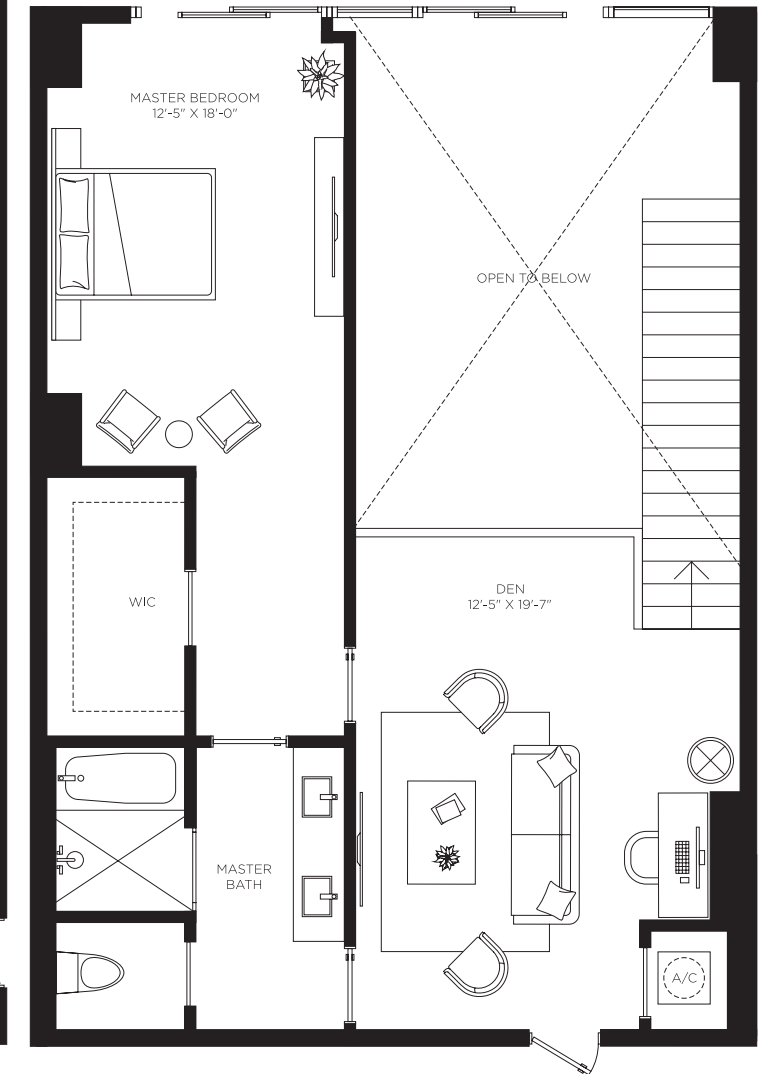 MASTER BEDROOM
12'-5" X 18'-0"
OPEN TO BELOW
DEN
12'-5" X 19'-7"
WIC
MASTER
BATH
A/C